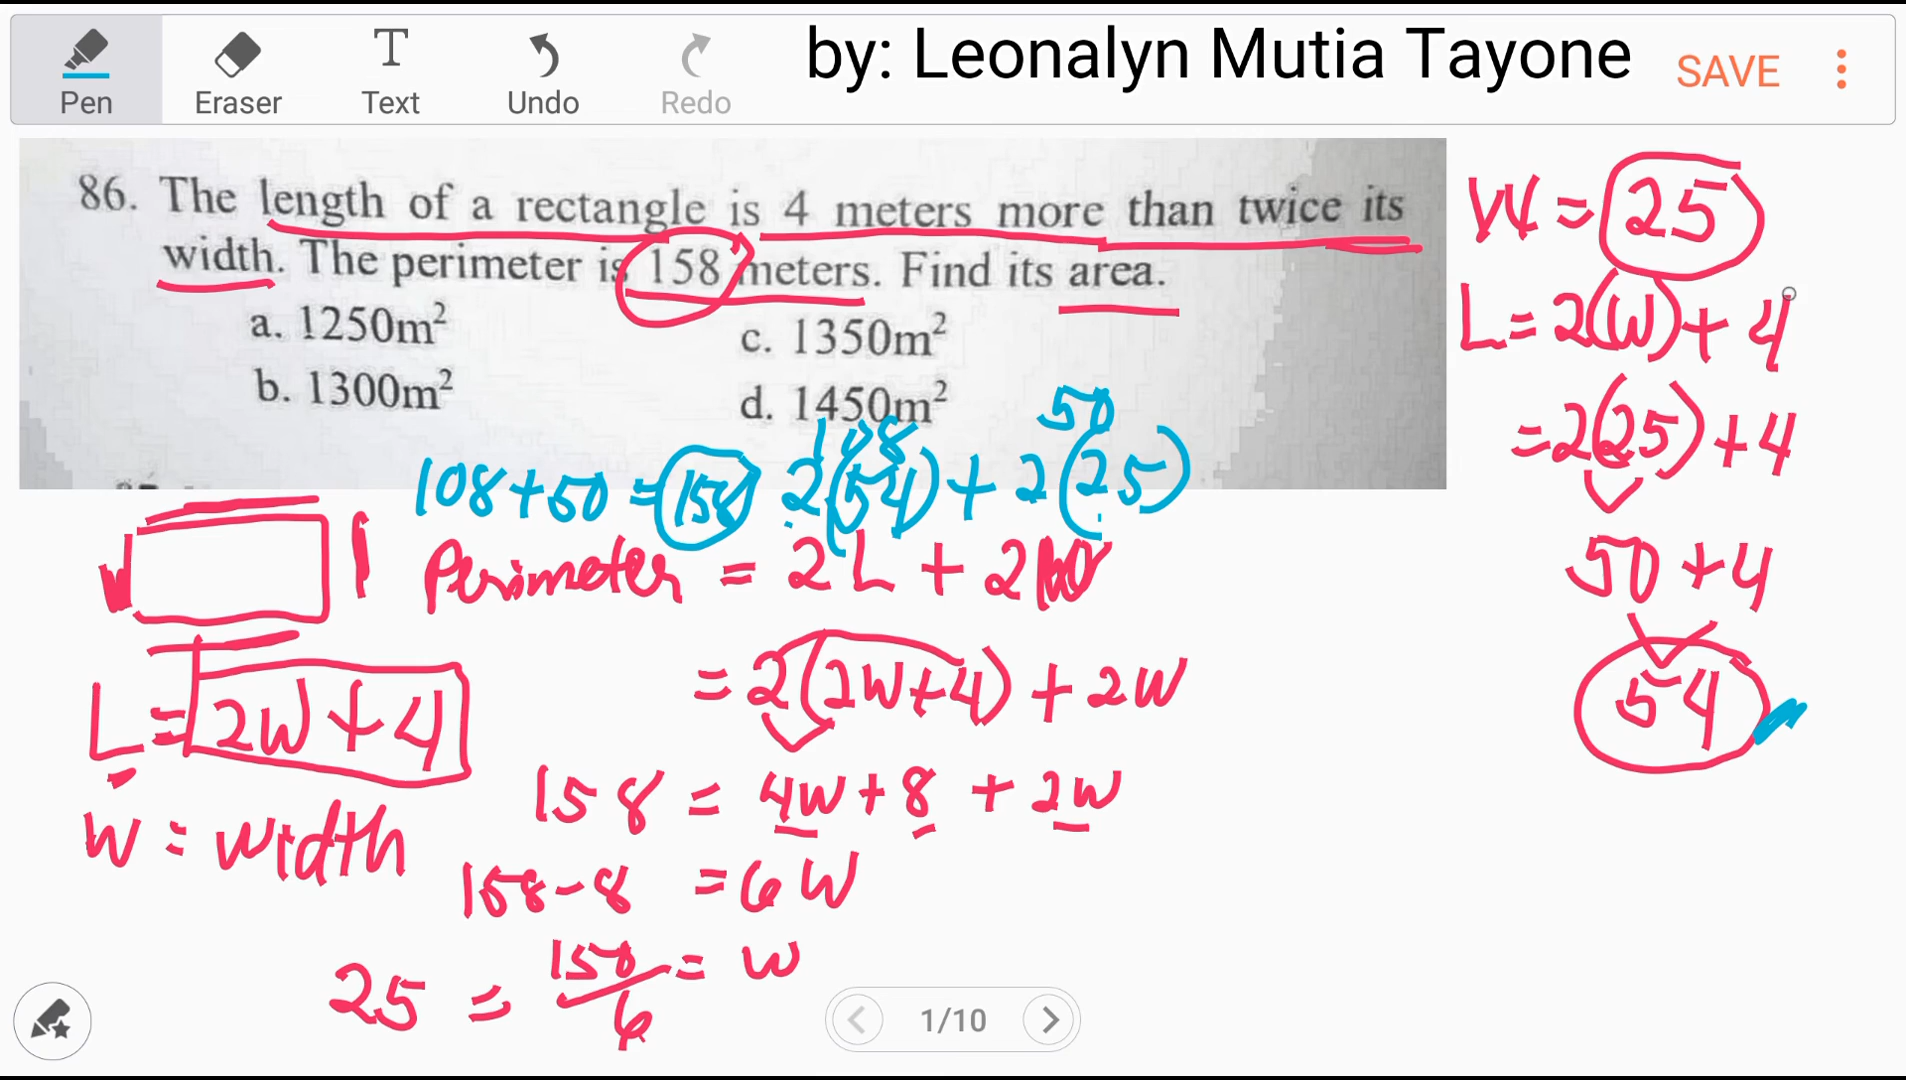 Pen
Eraser
Text
Undo
Redo
by: Leonalyn Mutia Tayone
SAVE
86. The length of a rectangle is 4 meters more than twice its
width. The perimeter is 158 meters. Find its area.
a. 1250m²
c. 1350m²
b. 1300m²
d. 1450m²
W = 25
L = 2(W) + 4
= 2(25) + 4
50 + 4
54
108 50
108 + 50 = 158 2(54) + 2(25)
Perimeter = 2L + 2W
= 2(2W+4) + 2W
158 = 4W + 8 + 2W
158 - 8 = 6W
25 = 150/6 = W
W
L = 2W + 4
W = width
1/10